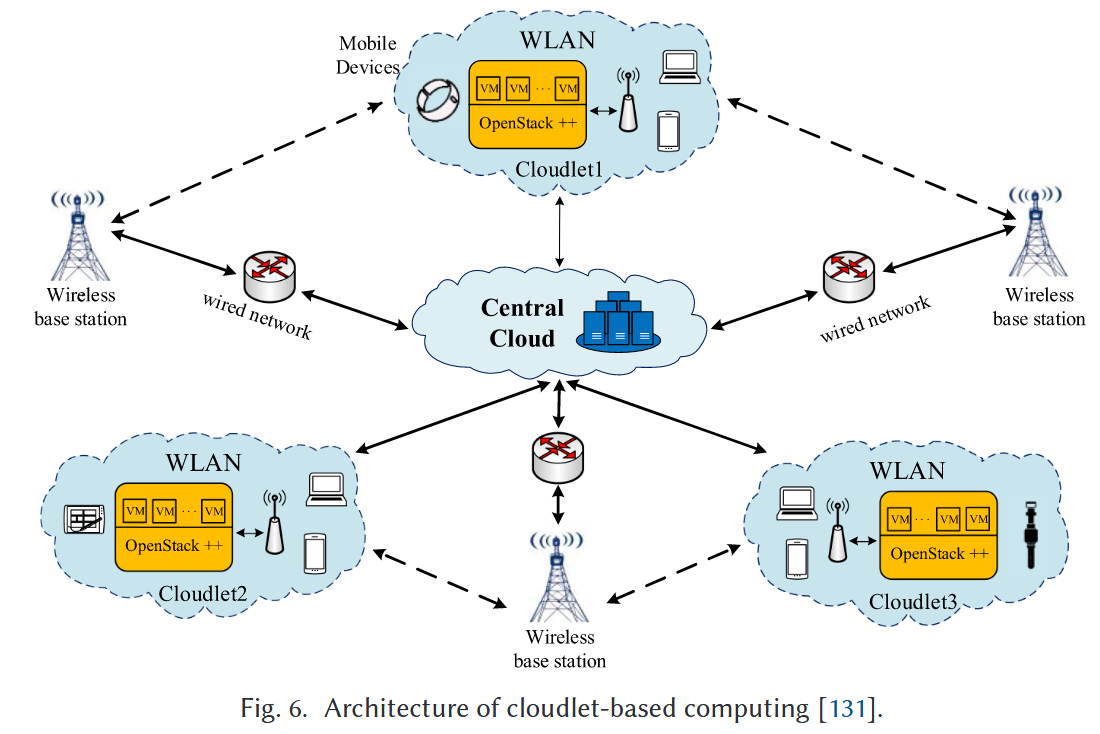 Mobile
Devices
WLAN
VM VM ... VM
OpenStack ++
Cloudlet1
Wireless
base station
wired network
Central
Cloud
wired network
Wireless
base station
WLAN
VM VM ... VM
OpenStack ++
Cloudlet2
WLAN
VM ... VM VM
OpenStack ++
Cloudlet3
Wireless
base station
Fig. 6. Architecture of cloudlet-based computing [131].